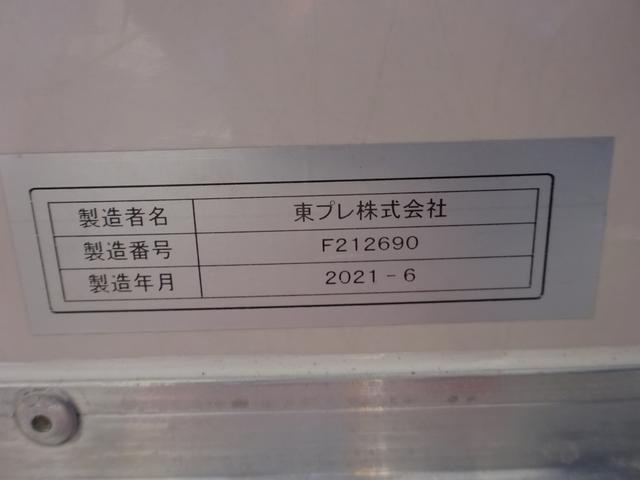 製造者名 東プレ株式会社
製造番号 F212690
製造年月 2021-6